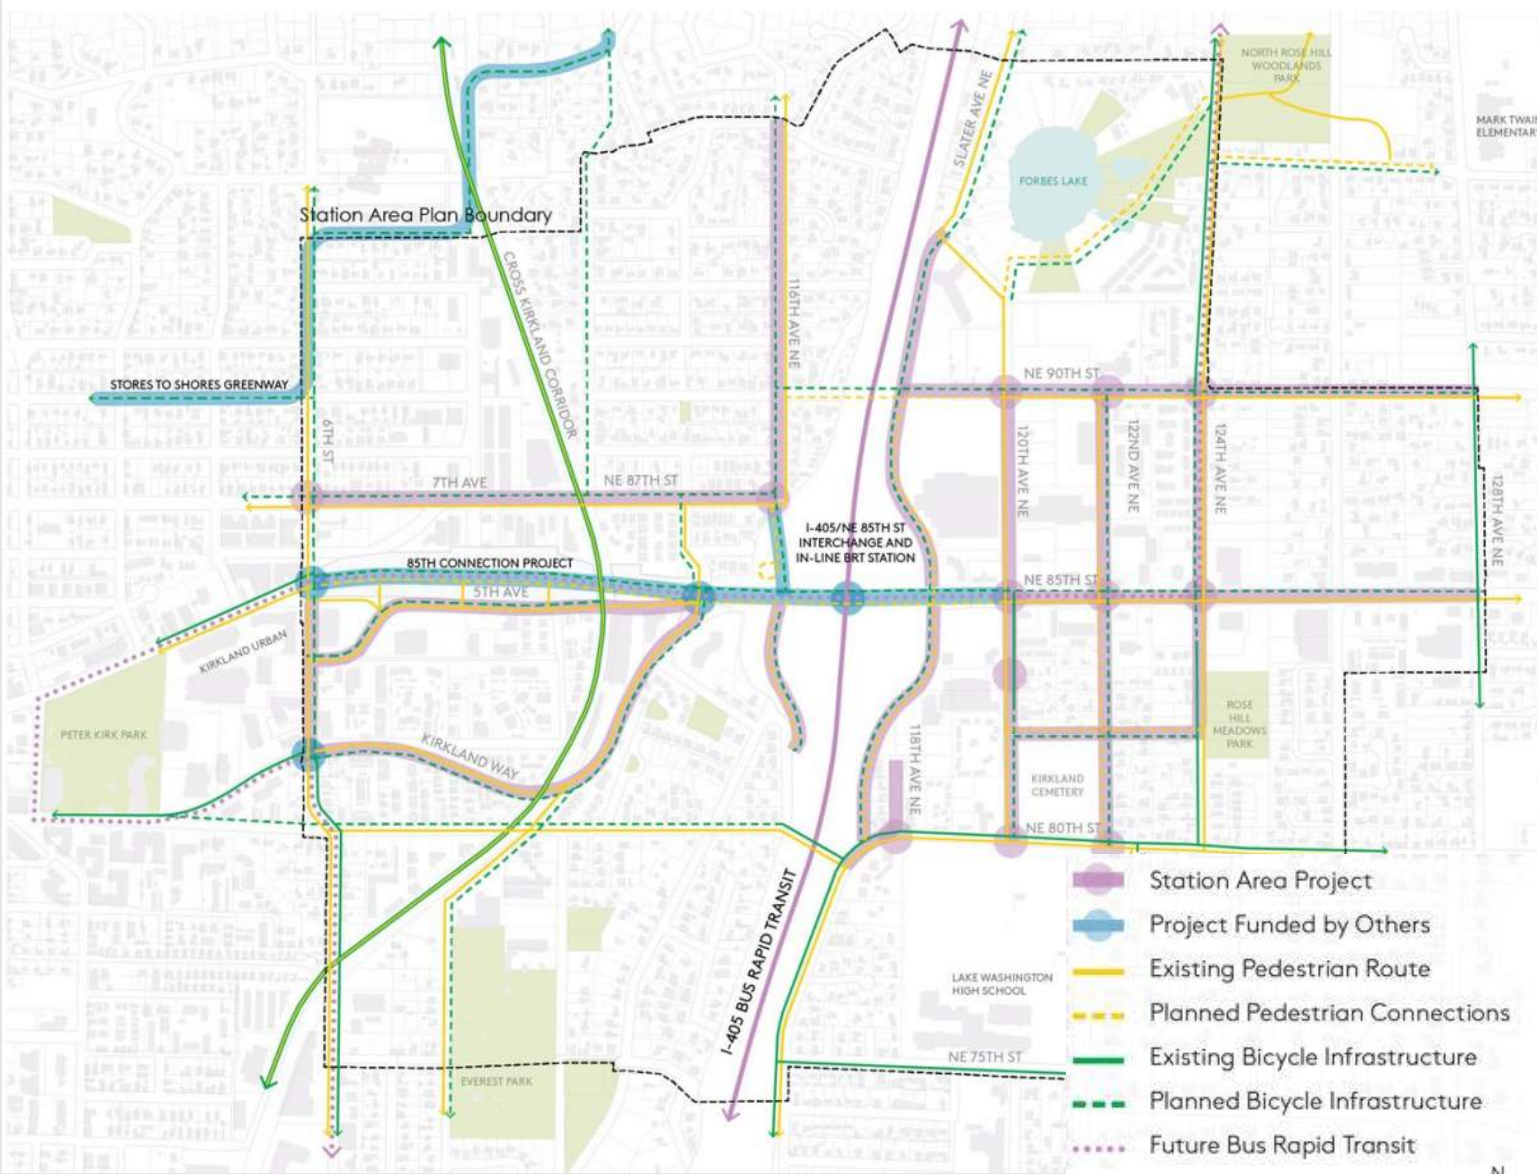 NORTH ROSE HILL
WOODLANDS
PARK
MARK TWAI
ELEMENTAR
SLATER AVE NE
FORBES LAKE
Station Area Plan Boundary
CROSS KIRKLAND CORRIDOR
116TH AVE NE
STORES TO SHORES GREENWAY
NE 90TH ST
6TH ST
120TH AVE NE
122ND AVE NE
124TH AVE NE
128TH AVE NE
7TH AVE
NE 87TH ST
I-405/NE 85TH ST
INTERCHANGE AND
IN-LINE BRT STATION
85TH CONNECTION PROJECT
5TH AVE
NE 85TH ST
KIRKLAND URBAN
PETER KIRK PARK
KIRKLAND WAY
118TH AVE NE
ROSE
HILL
MEADOWS
PARK
KIRKLAND
CEMETERY
NE 80TH ST
I-405 BUS RAPID TRANSIT
LAKE WASHINGTON
HIGH SCHOOL
NE 75TH ST
EVEREST PARK
Station Area Project
Project Funded by Others
Existing Pedestrian Route
Planned Pedestrian Connections
Existing Bicycle Infrastructure
Planned Bicycle Infrastructure
Future Bus Rapid Transit
N